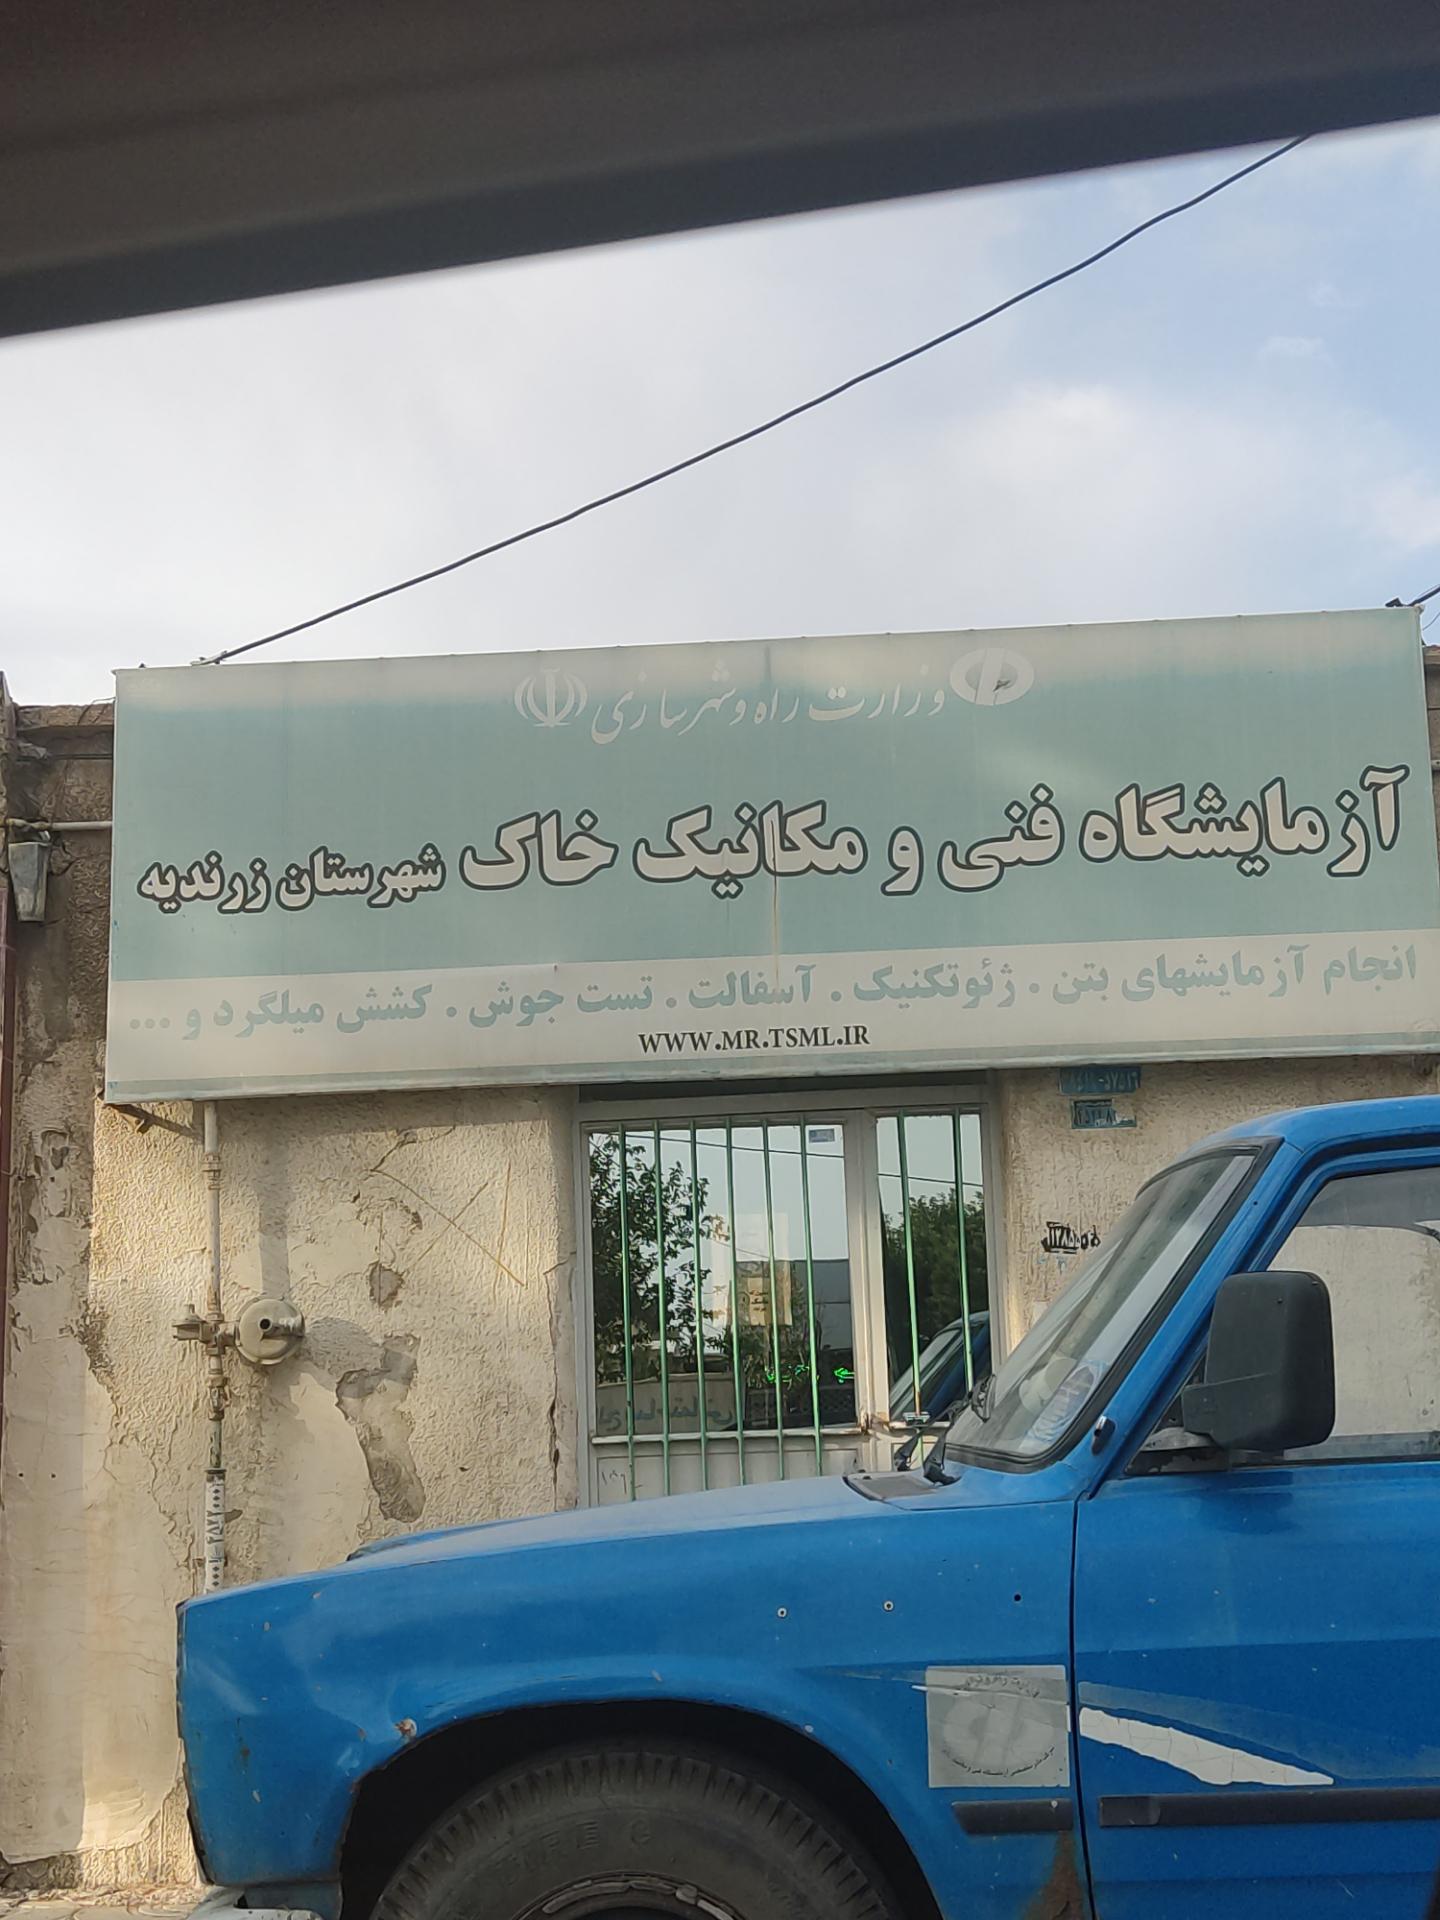 وزارت راه و شهرسازی
آزمایشگاه فنی و مکانیک خاک شهرستان زرندیه
انجام آزمایشهای بتن . ژئوتکنیک . آسفالت . تست جوش . کشش میلگرد و ...
WWW.MR.TSML.IR